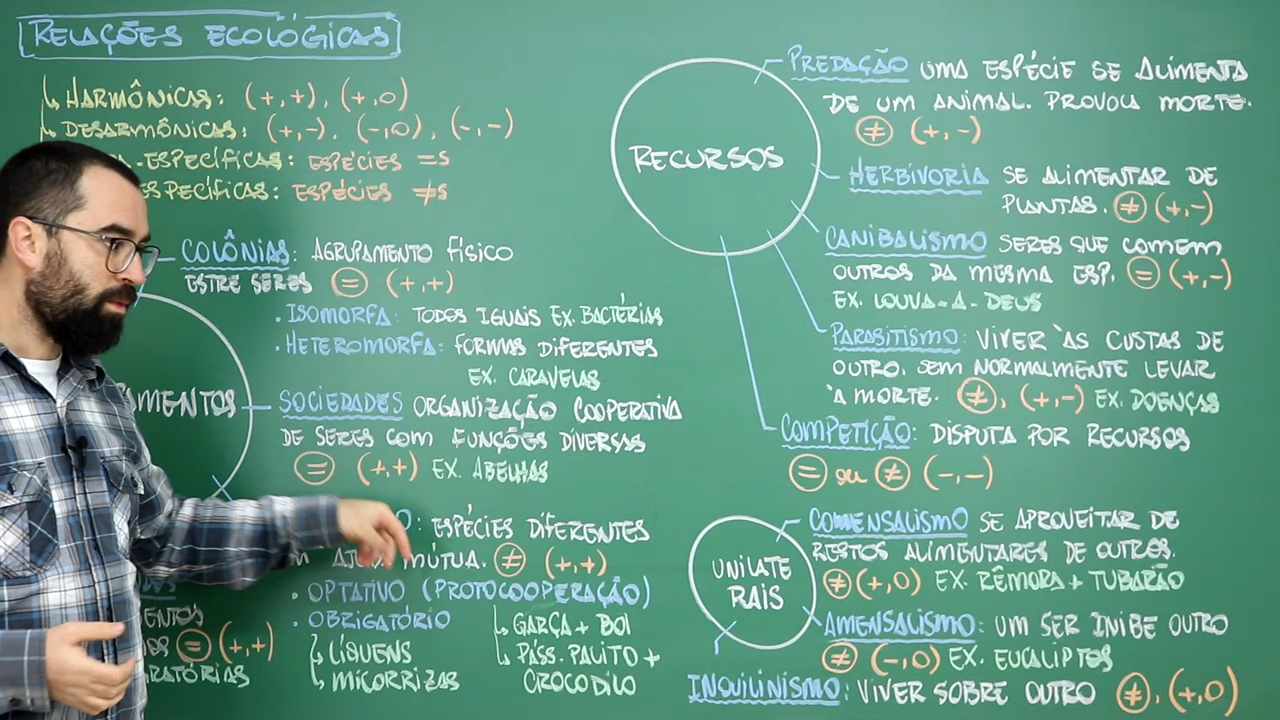 RELAÇÕES ECOLÓGICAS
HARMÔNICAS: (+,+), (+,0)
DESARMÔNICAS: (+,-), (-,0), (-,-)
-ESPECÍFICAS: ESPÉCIES =S
ESPECÍFICAS: ESPÉCIES ≠S
COLÔNIAS: AGRUPAMENTO FÍSICO
ESTRE SERES = (+,+)
• ISOMORFA: TODOS IGUAIS EX. BACTÉRIAS
• HETEROMORFA: FORMAS DIFERENTES
EX. CARAVELAS
SOCIEDADES ORGANIZAÇÃO COOPERATIVA
DE SERES COM FUNÇÕES DIVERSAS
= (+,+) EX. ABELHAS
: ESPÉCIES DIFERENTES
MÚTUA. ≠ (+,+)
• OPTATIVO (PROTOCOOPERAÇÃO)
• OBRIGATÓRIO
LÍQUENS
MICORRIZAS
GARÇA + BOI
PÁSS. PALITO +
CROCODILO
= (+,+)
RECURSOS
PREDAÇÃO UMA ESPÉCIE SE ALIMENTA
DE UM ANIMAL. PROVOCA MORTE.
≠ (+,-)
HERBIVORIA SE ALIMENTAR DE
PLANTAS. ≠ (+,-)
CANIBALISMO SERES QUE COMEM
OUTROS DA MESMA ESP. = (+,-)
EX. LOUVA-A-DEUS
PARASITISMO: VIVER ÀS CUSTAS DE
OUTRO. SEM NORMALMENTE LEVAR
À MORTE. ≠, (+,-) EX. DOENÇAS
COMPETIÇÃO: DISPUTA POR RECURSOS
= ou ≠ (-,-)
UNILATE
RAIS
COMENSALISMO SE APROVEITAR DE
RESTOS ALIMENTARES DE OUTROS.
≠ (+,0) EX. RÊMORA + TUBARÃO
AMENSALISMO: UM SER INIBE OUTRO
≠ (-,0) EX. EUCALIPTOS
INQUILINISMO: VIVER SOBRE OUTRO ≠, (+,0)